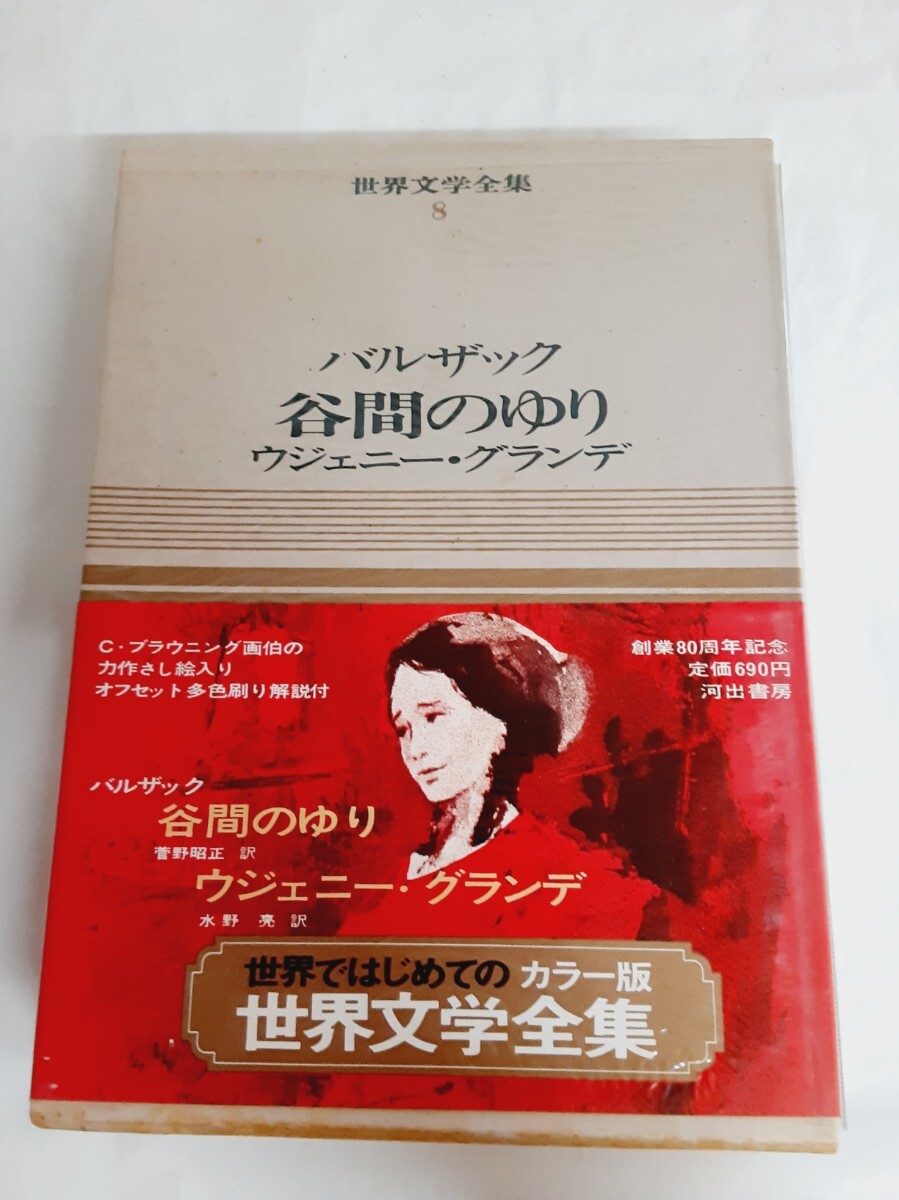 世界文学全集
8
バルザック
谷間のゆり
ウジェニー・グランデ
C・ブラウニング画伯の
力作さし絵入り
オフセット多色刷り解説付
創業80周年記念
定価690円
河出書房
バルザック
谷間のゆり
菅野昭正 訳
ウジェニー・グランデ
水野 亮 訳
世界ではじめての カラー版
世界文学全集